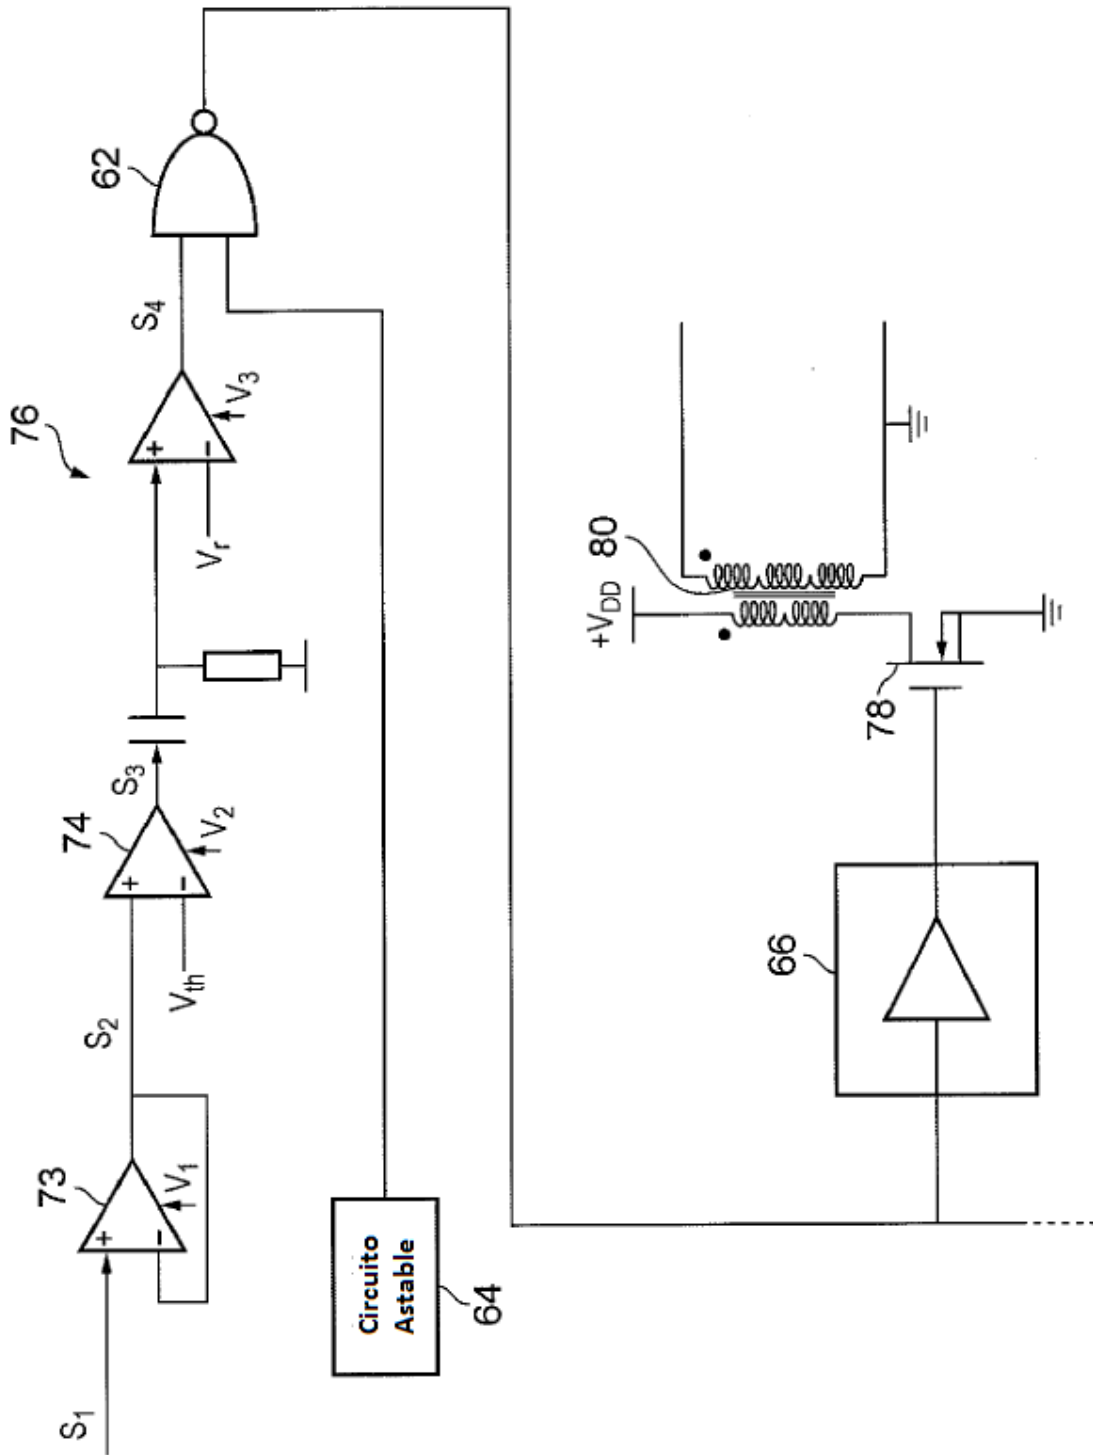 S1
73
V1
S2
Vth
74
V2
S3
76
Vr
V3
S4
62
Circuito
Astable
64
66
78
+VDD
80